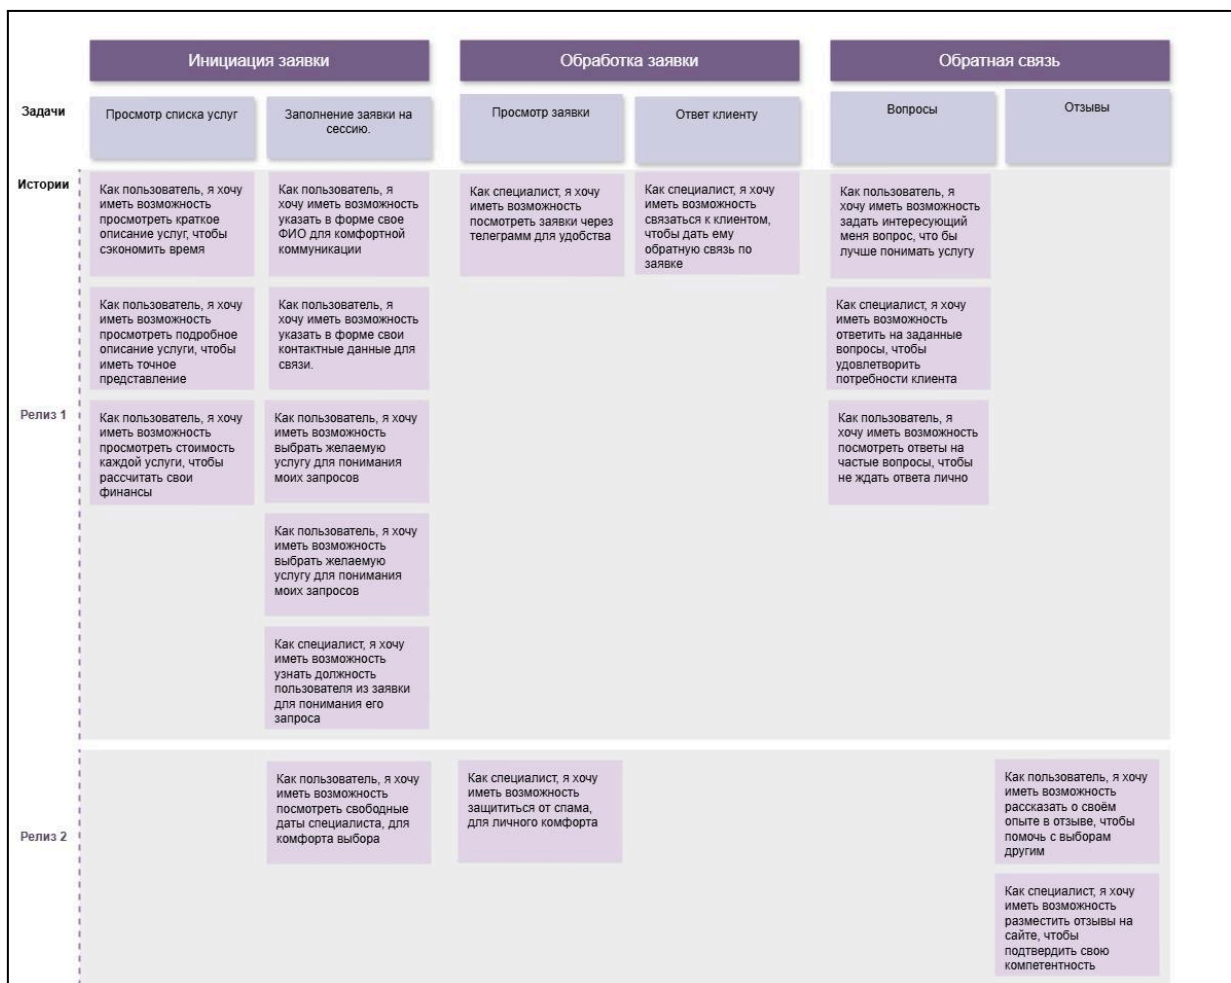 Инициация заявки
Обработка заявки
Обратная связь
Задачи
Просмотр списка услуг
Заполнение заявки на
сессию.
Просмотр заявки
Ответ клиенту
Вопросы
Отзывы
Истории
Релиз 1
Как пользователь, я хочу
иметь возможность
просмотреть краткое
описание услуг, чтобы
сэкономить время
Как пользователь, я хочу
иметь возможность
просмотреть подробное
описание услуги, чтобы
иметь точное
представление
Как пользователь, я хочу
иметь возможность
просмотреть стоимость
каждой услуги, чтобы
рассчитать свои
финансы
Как пользователь, я
хочу иметь возможность
указать в форме свое
ФИО для комфортной
коммуникации
Как пользователь, я
хочу иметь возможность
указать в форме свои
контактные данные для
связи.
Как пользователь, я хочу
иметь возможность
выбрать желаемую
услугу для понимания
моих запросов
Как пользователь, я хочу
иметь возможность
выбрать желаемую
услугу для понимания
моих запросов
Как специалист, я хочу
иметь возможность
узнать должность
пользователя из заявки
для понимания его
запроса
Как специалист, я хочу
иметь возможность
посмотреть заявки через
телеграмм для удобства
Как специалист, я хочу
иметь возможность
связаться к клиентом,
чтобы дать ему
обратную связь по
заявке
Как пользователь, я
хочу иметь возможность
задать интересующий
меня вопрос, что бы
лучше понимать услугу
Как специалист, я хочу
иметь возможность
ответить на заданные
вопросы, чтобы
удовлетворить
потребности клиента
Как пользователь, я
хочу иметь возможность
посмотреть ответы на
частые вопросы, чтобы
не ждать ответа лично
Релиз 2
Как пользователь, я хочу
иметь возможность
посмотреть свободные
даты специалиста, для
комфорта выбора
Как специалист, я хочу
иметь возможность
защититься от спама,
для личного комфорта
Как пользователь, я хочу
иметь возможность
рассказать о своём
опыте в отзыве, чтобы
помочь с выборам
другим
Как специалист, я хочу
иметь возможность
разместить отзывы на
сайте, чтобы
подтвердить свою
компетентность